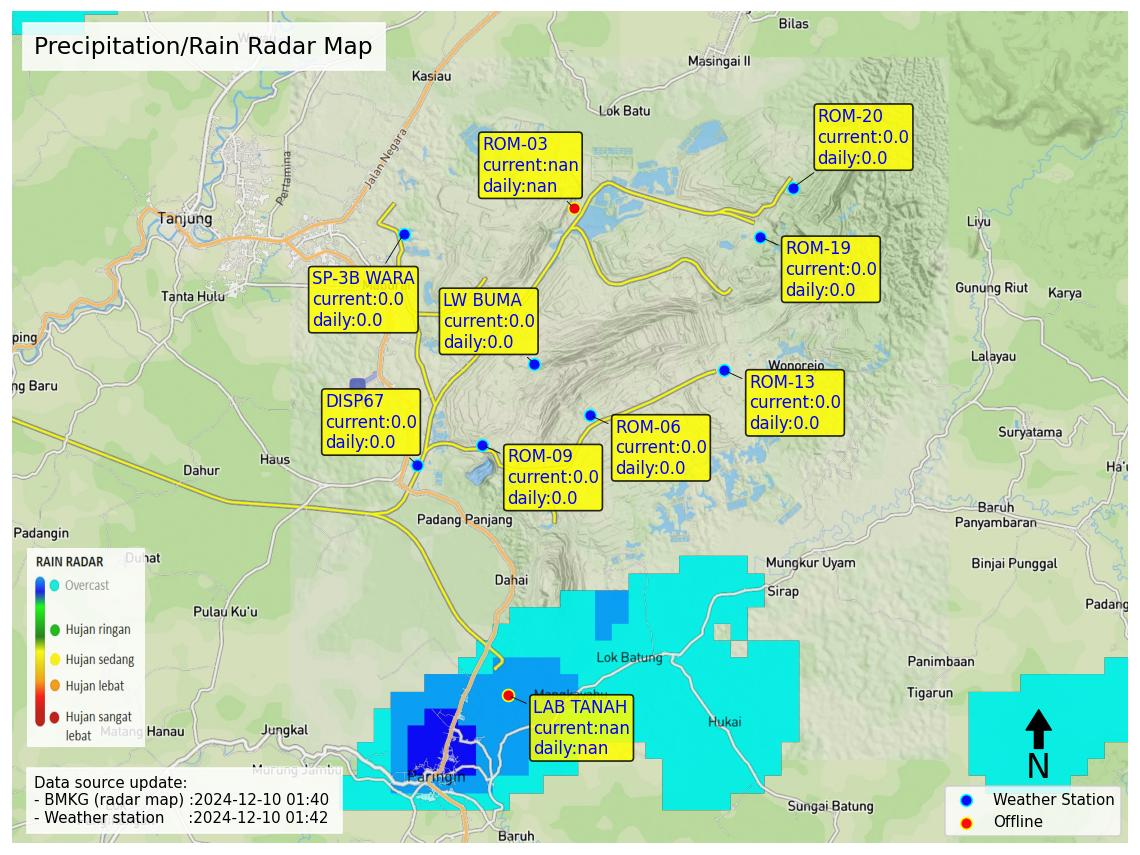 Precipitation/Rain Radar Map
Bilas
Masingai II
Kasiau
Lok Batu
ROM-20
current:0.0
daily:0.0
ROM-03
current:nan
daily:nan
Jalan Negara
Pertamina
Tanjung
Liyu
ROM-19
current:0.0
daily:0.0
SP-3B WARA
current:0.0
daily:0.0
Tanta Hulu
LW BUMA
current:0.0
daily:0.0
Gunung Riut
Karya
ping
Lalayau
Wonorejo
ng Baru
ROM-13
current:0.0
daily:0.0
DISP67
current:0.0
daily:0.0
ROM-06
current:0.0
daily:0.0
Suryatama
Haus
Dahur
ROM-09
current:0.0
daily:0.0
Ha'u
Baruh
Panyambaran
Padang Panjang
Padangin
Duhat
Mungkur Uyam
Binjai Punggal
Dahai
Sirap
Padang
Pulau Ku'u
RAIN RADAR
Overcast
Hujan ringan
Hujan sedang
Hujan lebat
Hujan sangat
lebat
Lok Batung
Panimbaan
Tigarun
Mangkayahu
LAB TANAH
current:nan
daily:nan
Hukai
Matang Hanau
Jungkal
Murung Jambu
Paringin
N
Data source update:
- BMKG (radar map) :2024-12-10 01:40
- Weather station :2024-12-10 01:42
Sungai Batung
Baruh
Weather Station
Offline